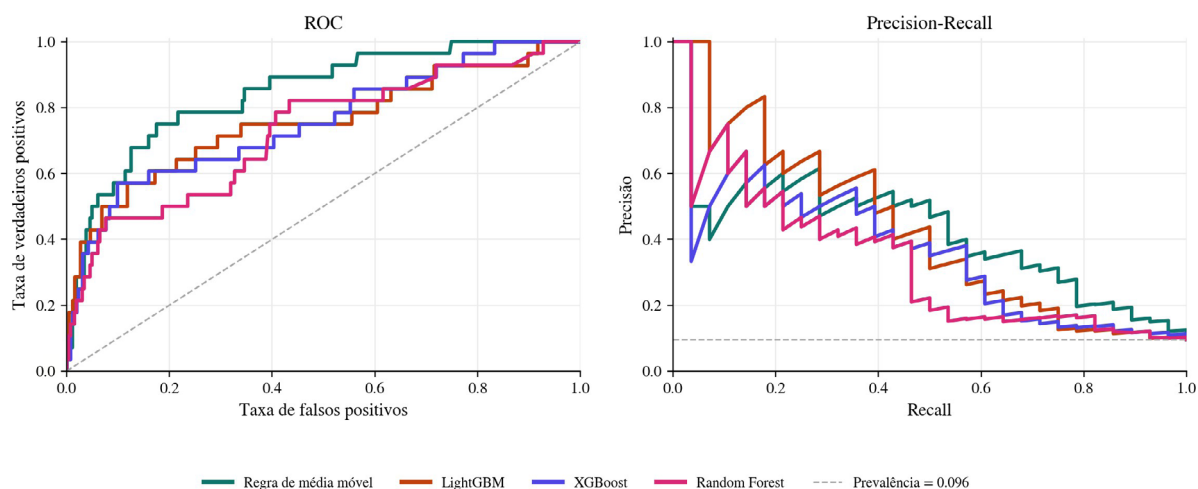 ROC
1.0
0.8
0.6
0.4
0.2
0.0
Taxa de verdadeiros positivos
0.0 0.2 0.4 0.6 0.8 1.0
Taxa de falsos positivos
Precision-Recall
1.0
0.8
0.6
0.4
0.2
0.0
Precisão
0.0 0.2 0.4 0.6 0.8 1.0
Recall
Regra de média móvel LightGBM XGBoost Random Forest Prevalência = 0.096